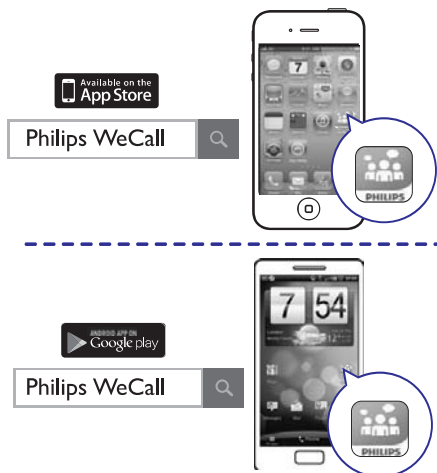 Available on the
App Store
Philips WeCall
7
PHILIPS
ANDROID APP ON
Google play
Philips WeCall
7 54
Phone
PHILIPS